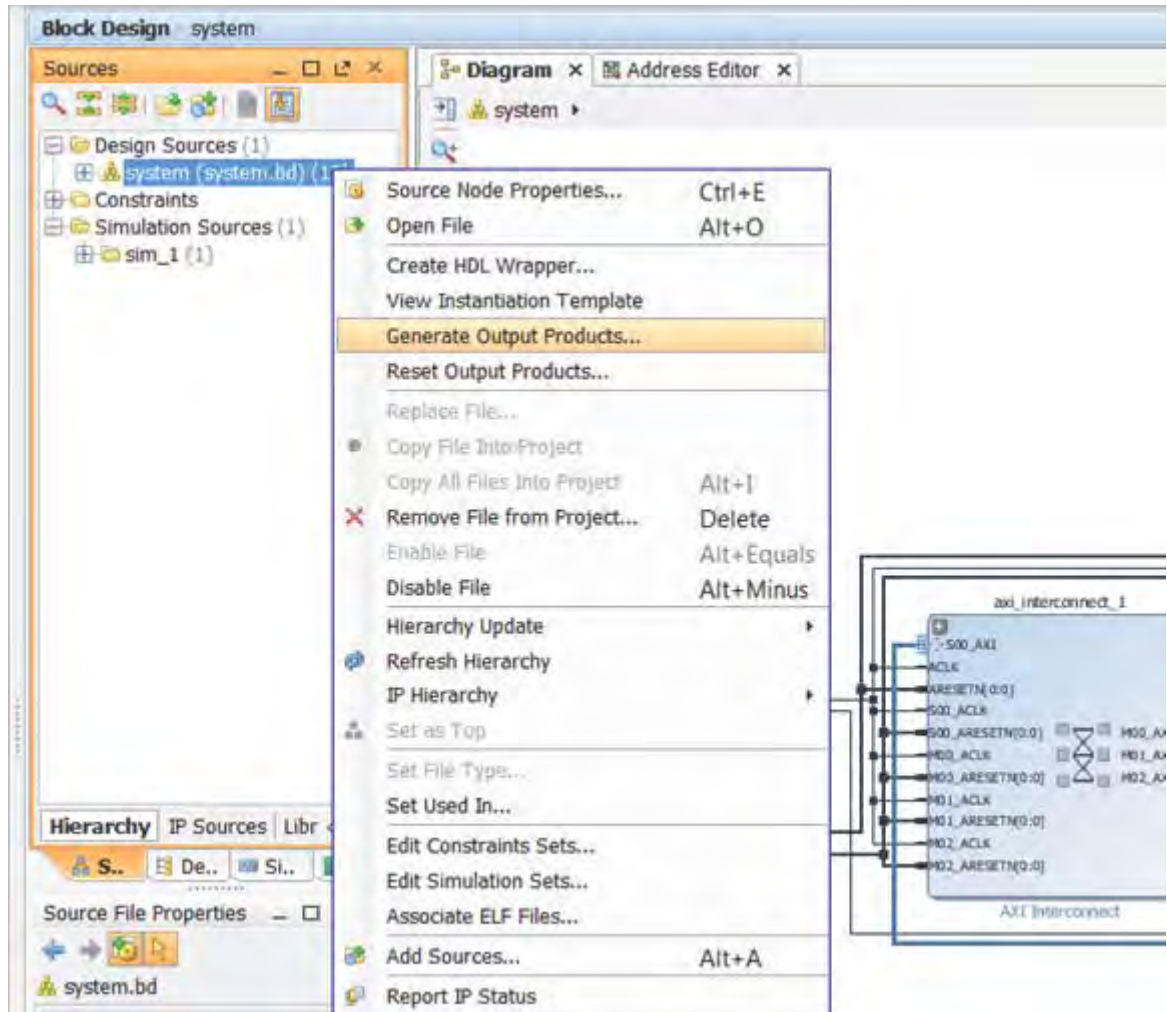 Block Design system
Sources
Diagram
Address Editor
system
Design Sources (1)
system (system.bd)
Constraints
Simulation Sources (1)
sim_1 (1)
Source Node Properties... Ctrl+E
Open File Alt+O
Create HDL Wrapper...
View Instantiation Template
Generate Output Products...
Reset Output Products...
Replace File...
Copy File Into Project
Copy All Files Into Project Alt+I
Remove File from Project... Delete
Enable File Alt+Equals
Disable File Alt+Minus
Hierarchy Update
Refresh Hierarchy
IP Hierarchy
Set as Top
Set File Type...
Set Used In...
Edit Constraints Sets...
Edit Simulation Sets...
Associate ELF Files...
Add Sources... Alt+A
Report IP Status
Hierarchy IP Sources Libr
S.. De.. Si..
Source File Properties
system.bd
axi_interconnect_1
S00_AXI
ACLK
ARESETN[0:0]
S00_ACLK
S00_ARESETN[0:0] M00_AX
M00_ACLK M01_AX
M00_ARESETN[0:0] M02_AX
M01_ACLK
M01_ARESETN[0:0]
M02_ACLK
M02_ARESETN[0:0]
AXI Interconnect